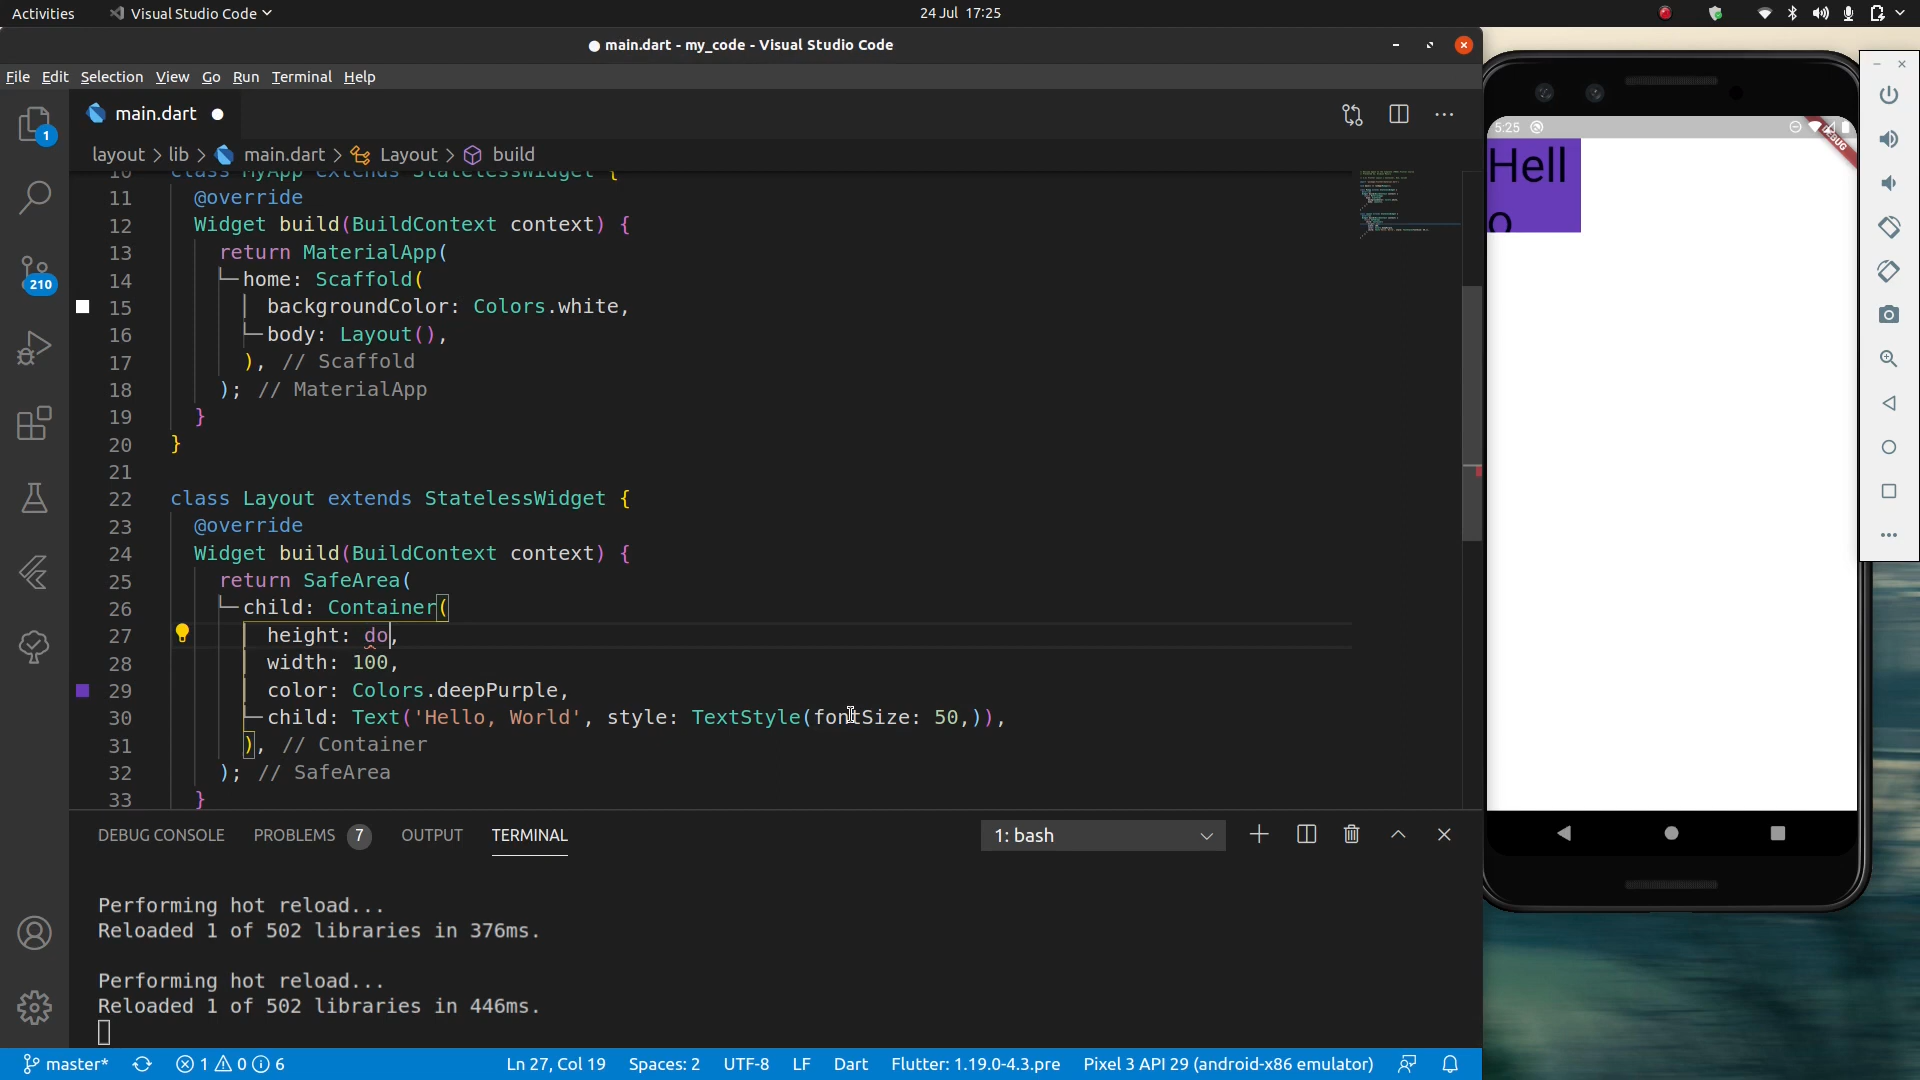 Activities
Visual Studio Code
24 Jul 17:25
● main.dart - my_code - Visual Studio Code
File Edit Selection View Go Run Terminal Help
1
main.dart
layout > lib > main.dart > Layout > build
10 class MyApp extends StatelessWidget {
11 @override
12 Widget build(BuildContext context) {
13 return MaterialApp(
14 home: Scaffold(
15 backgroundColor: Colors.white,
16 body: Layout(),
17 ), // Scaffold
18 ); // MaterialApp
19 }
20 }
21
22 class Layout extends StatelessWidget {
23 @override
24 Widget build(BuildContext context) {
25 return SafeArea(
26 child: Container(
27 height: do,
28 width: 100,
29 color: Colors.deepPurple,
30 child: Text('Hello, World', style: TextStyle(fontSize: 50,)),
31 ), // Container
32 ); // SafeArea
33 }
210
DEBUG CONSOLE PROBLEMS 7 OUTPUT TERMINAL
1: bash
Performing hot reload...
Reloaded 1 of 502 libraries in 376ms.
Performing hot reload...
Reloaded 1 of 502 libraries in 446ms.
master* 1 0 6
Ln 27, Col 19 Spaces: 2 UTF-8 LF Dart Flutter: 1.19.0-4.3.pre Pixel 3 API 29 (android-x86 emulator)
5:25
DEBUG
Hell
o